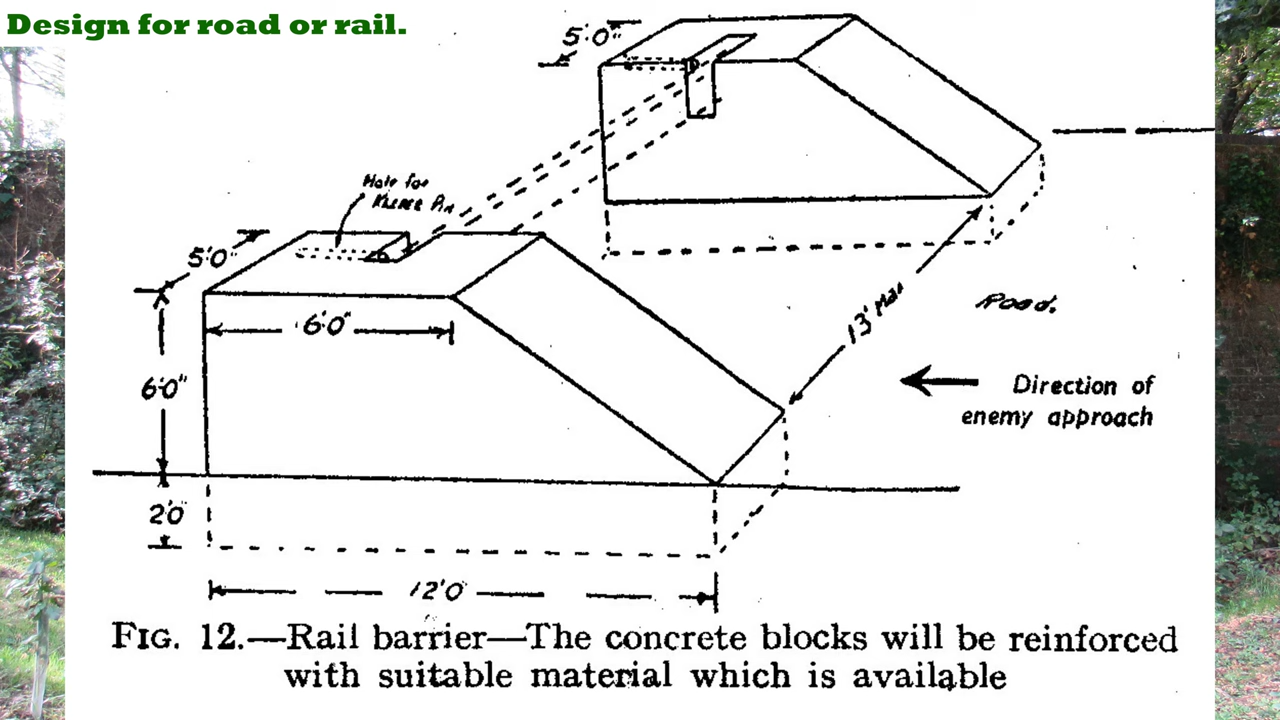 Design for road or rail.
5'0"
Hole for
Keeper Pin
5'0"
6'0"
6'0"
13' Max
Road.
Direction of
enemy approach
2'0"
12'0
FIG. 12.—Rail barrier—The concrete blocks will be reinforced
with suitable material which is available